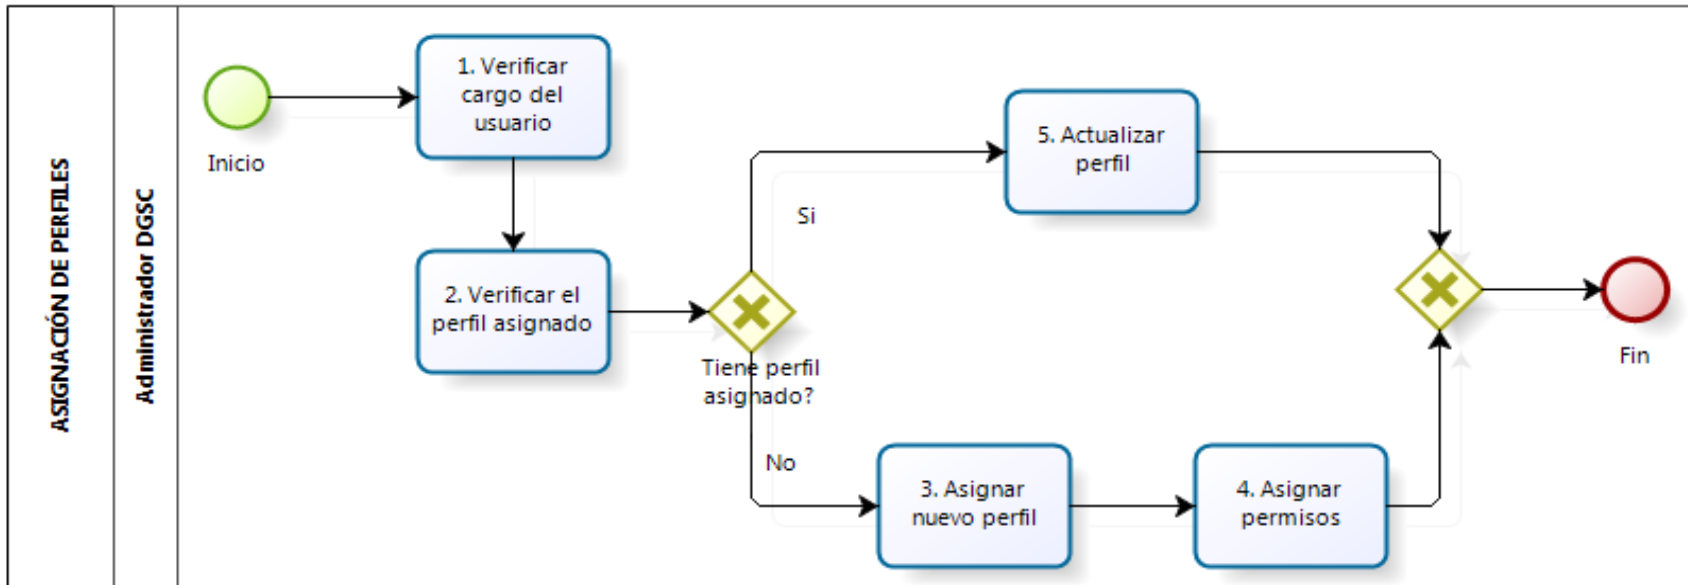 ASIGNACIÓN DE PERFILES
Administrador DGSC
Inicio
1. Verificar
cargo del
usuario
2. Verificar el
perfil asignado
Tiene perfil
asignado?
Si
5. Actualizar
perfil
No
3. Asignar
nuevo perfil
4. Asignar
permisos
Fin